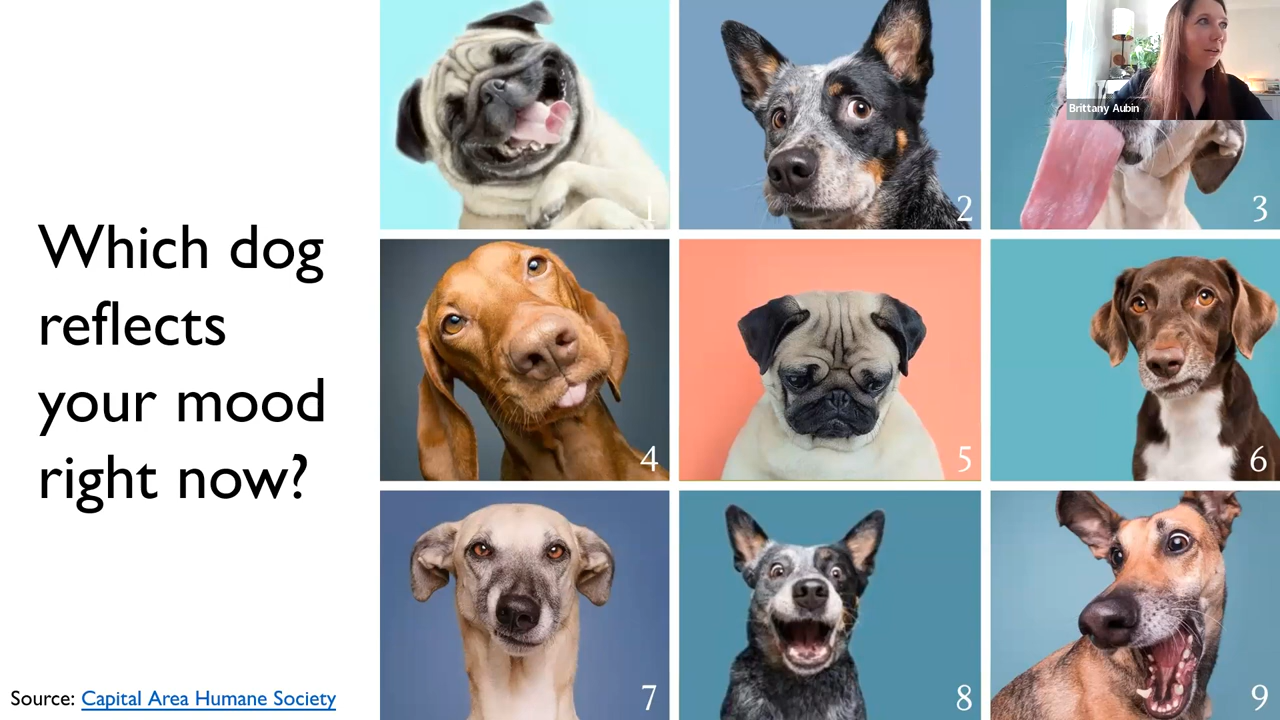 Which dog
reflects
your mood
right now?
Source: Capital Area Humane Society
Brittany Aubin
1
2
3
4
5
6
7
8
9